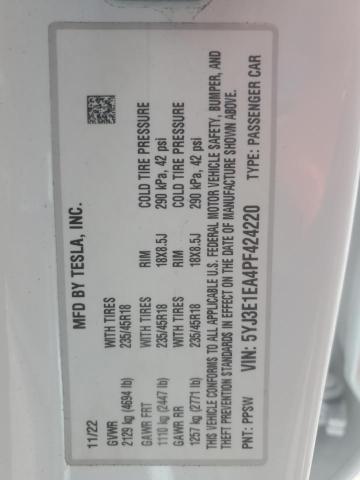 MFD BY TESLA, INC.
11/22
GVWR WITH TIRES RIM COLD TIRE PRESSURE
2129 kg (4694 lb) 235/45R18 18X8.5J 290 kPa, 42 psi
GAWR FRT
1110 kg (2447 lb) 235/45R18 18X8.5J 290 kPa, 42 psi
GAWR RR WITH TIRES RIM COLD TIRE PRESSURE
1257 kg (2771 lb)
THIS VEHICLE CONFORMS TO ALL APPLICABLE U.S. FEDERAL MOTOR VEHICLE SAFETY, BUMPER, AND
THEFT PREVENTION STANDARDS IN EFFECT ON THE DATE OF MANUFACTURE SHOWN ABOVE.
PNT: PPSW VIN: 5YJ3E1EA4PF424220 TYPE: PASSENGER CAR